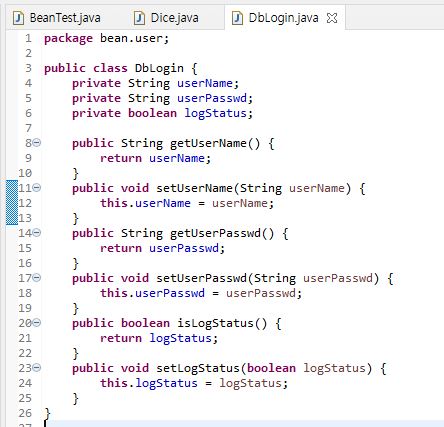 BeanTest.java Dice.java DbLogin.java
1 package bean.user;
2
3 public class DbLogin {
4     private String userName;
5     private String userPasswd;
6     private boolean logStatus;
7
8     public String getUserName() {
9         return userName;
10     }
11     public void setUserName(String userName) {
12         this.userName = userName;
13     }
14     public String getUserPasswd() {
15         return userPasswd;
16     }
17     public void setUserPasswd(String userPasswd) {
18         this.userPasswd = userPasswd;
19     }
20     public boolean isLogStatus() {
21         return logStatus;
22     }
23     public void setLogStatus(boolean logStatus) {
24         this.logStatus = logStatus;
25     }
26 }
27